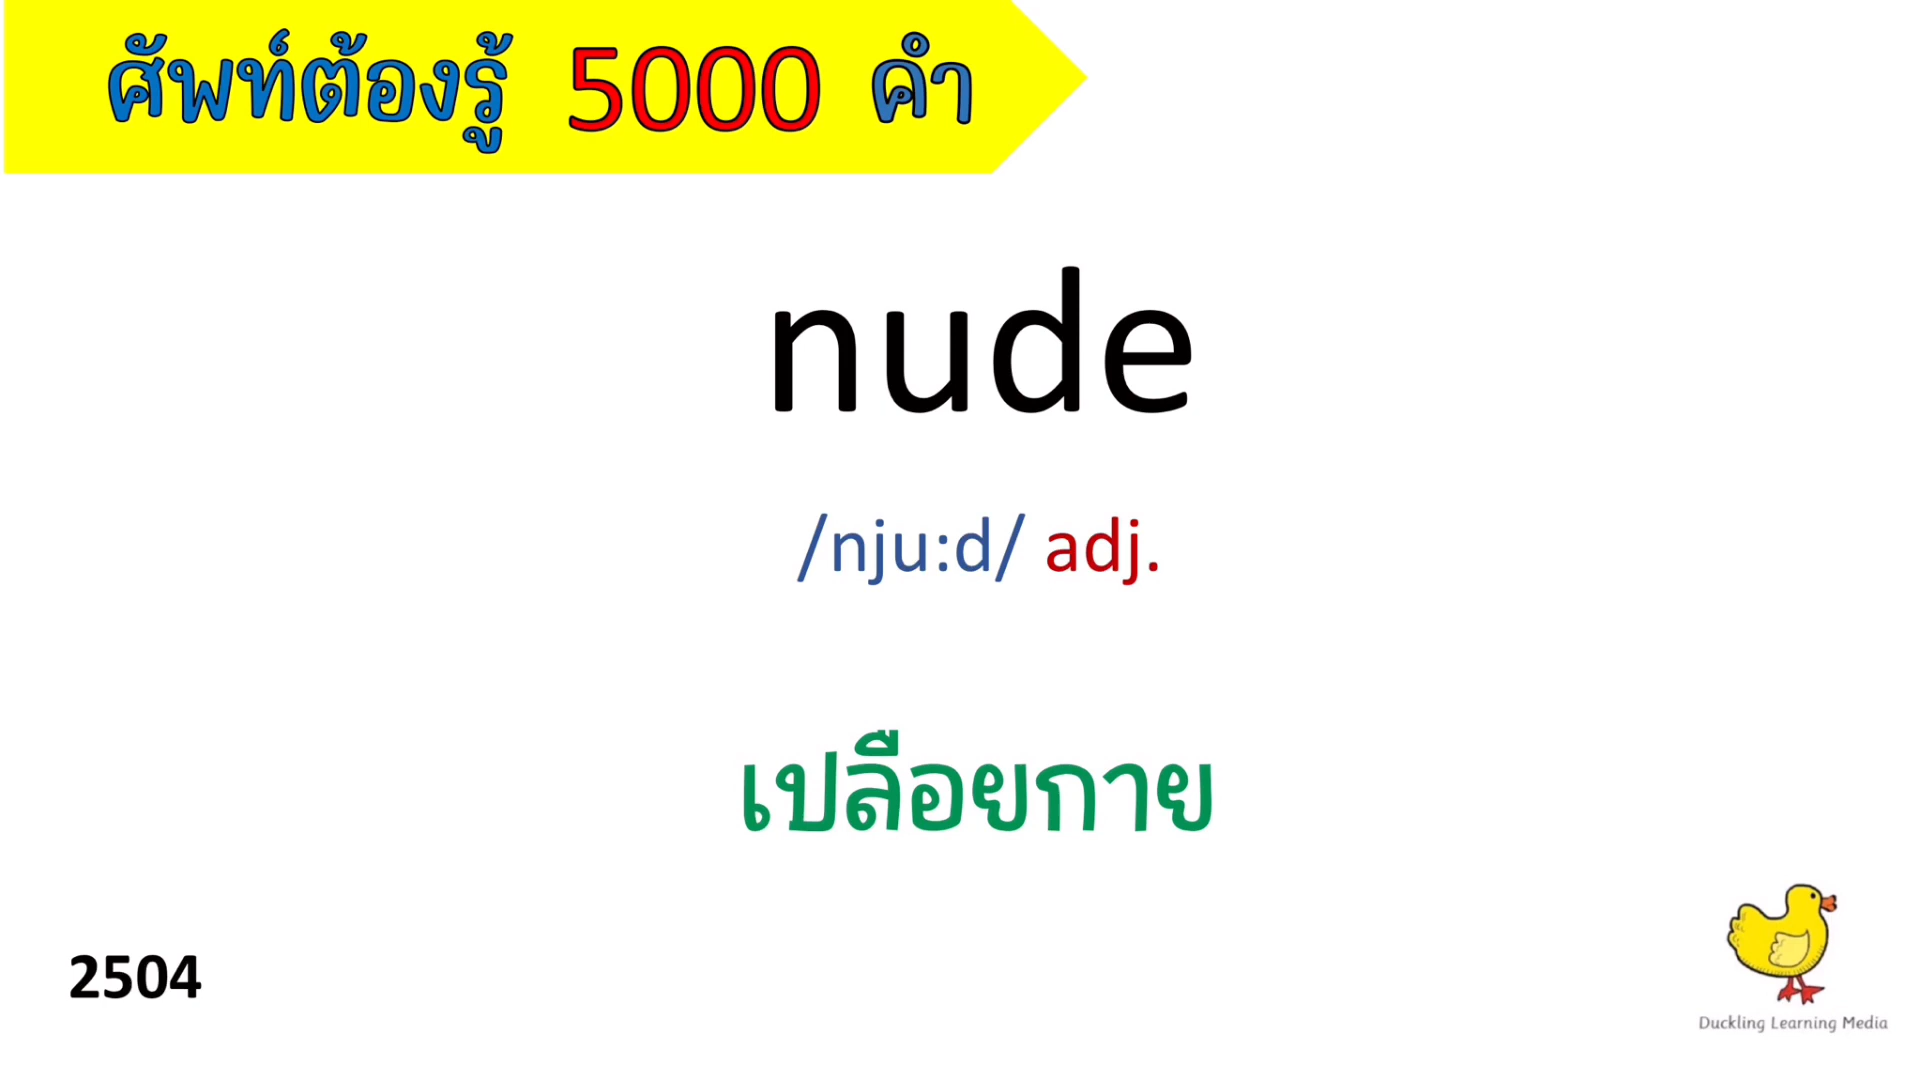 ศัพท์ต้องรู้ 5000 คำ
nude
/nju:d/ adj.
เปลือยกาย
2504
Duckling Learning Media